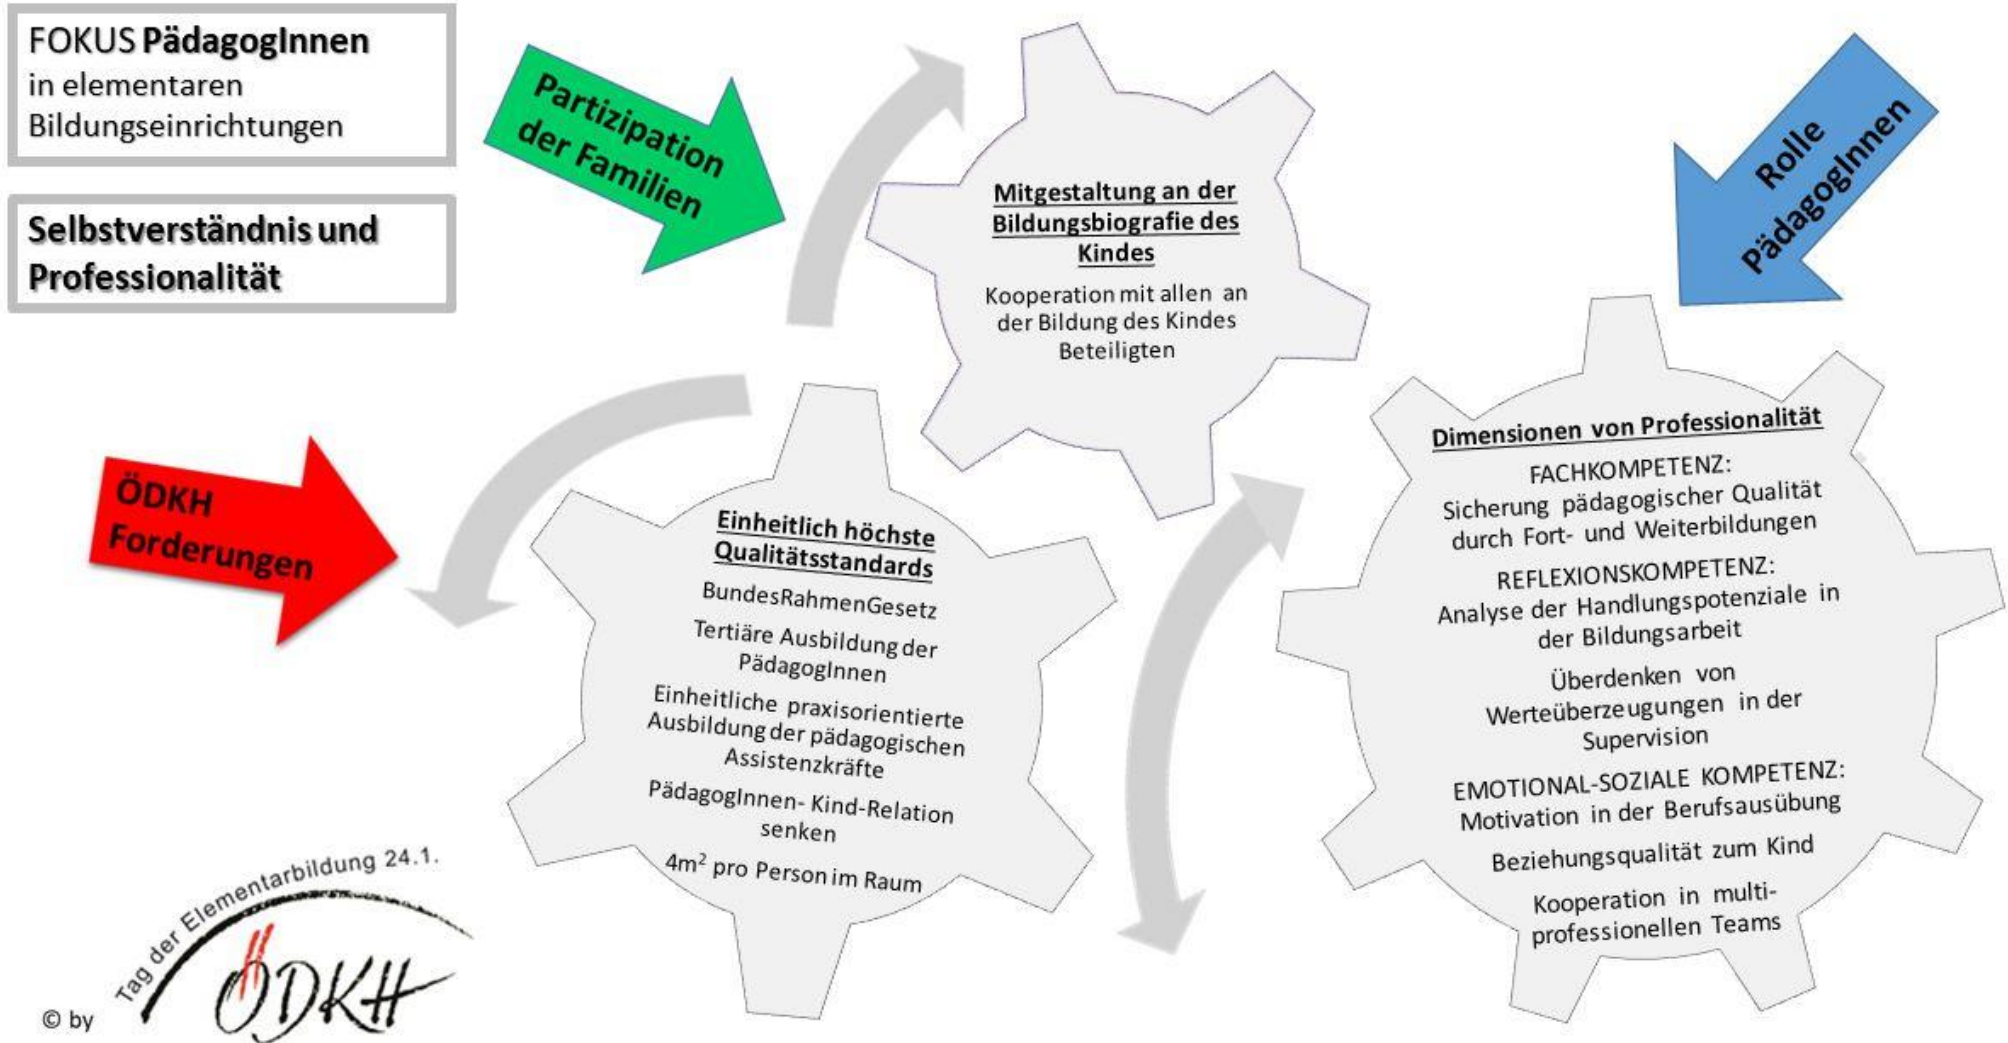 FOKUS PädagogInnen
in elementaren
Bildungseinrichtungen
Selbstverständnis und
Professionalität
Partizipation
der Familien
Mitgestaltung an der
Bildungsbiografie des
Kindes
Kooperation mit allen an
der Bildung des Kindes
Beteiligten
Rolle
PädagogInnen
ÖDKH
Forderungen
Einheitlich höchste
Qualitätsstandards
BundesRahmenGesetz
Tertiäre Ausbildung der
PädagogInnen
Einheitliche praxisorientierte
Ausbildung der pädagogischen
Assistenzkräfte
PädagogInnen- Kind-Relation
senken
4m² pro Person im Raum
Dimensionen von Professionalität
FACHKOMPETENZ:
Sicherung pädagogischer Qualität
durch Fort- und Weiterbildungen
REFLEXIONSKOMPETENZ:
Analyse der Handlungspotenziale in
der Bildungsarbeit
Überdenken von
Werteüberzeugungen in der
Supervision
EMOTIONAL-SOZIALE KOMPETENZ:
Motivation in der Berufsausübung
Beziehungsqualität zum Kind
Kooperation in multi-
professionellen Teams
Tag der Elementarbildung 24.1.
ÖDKH
© by